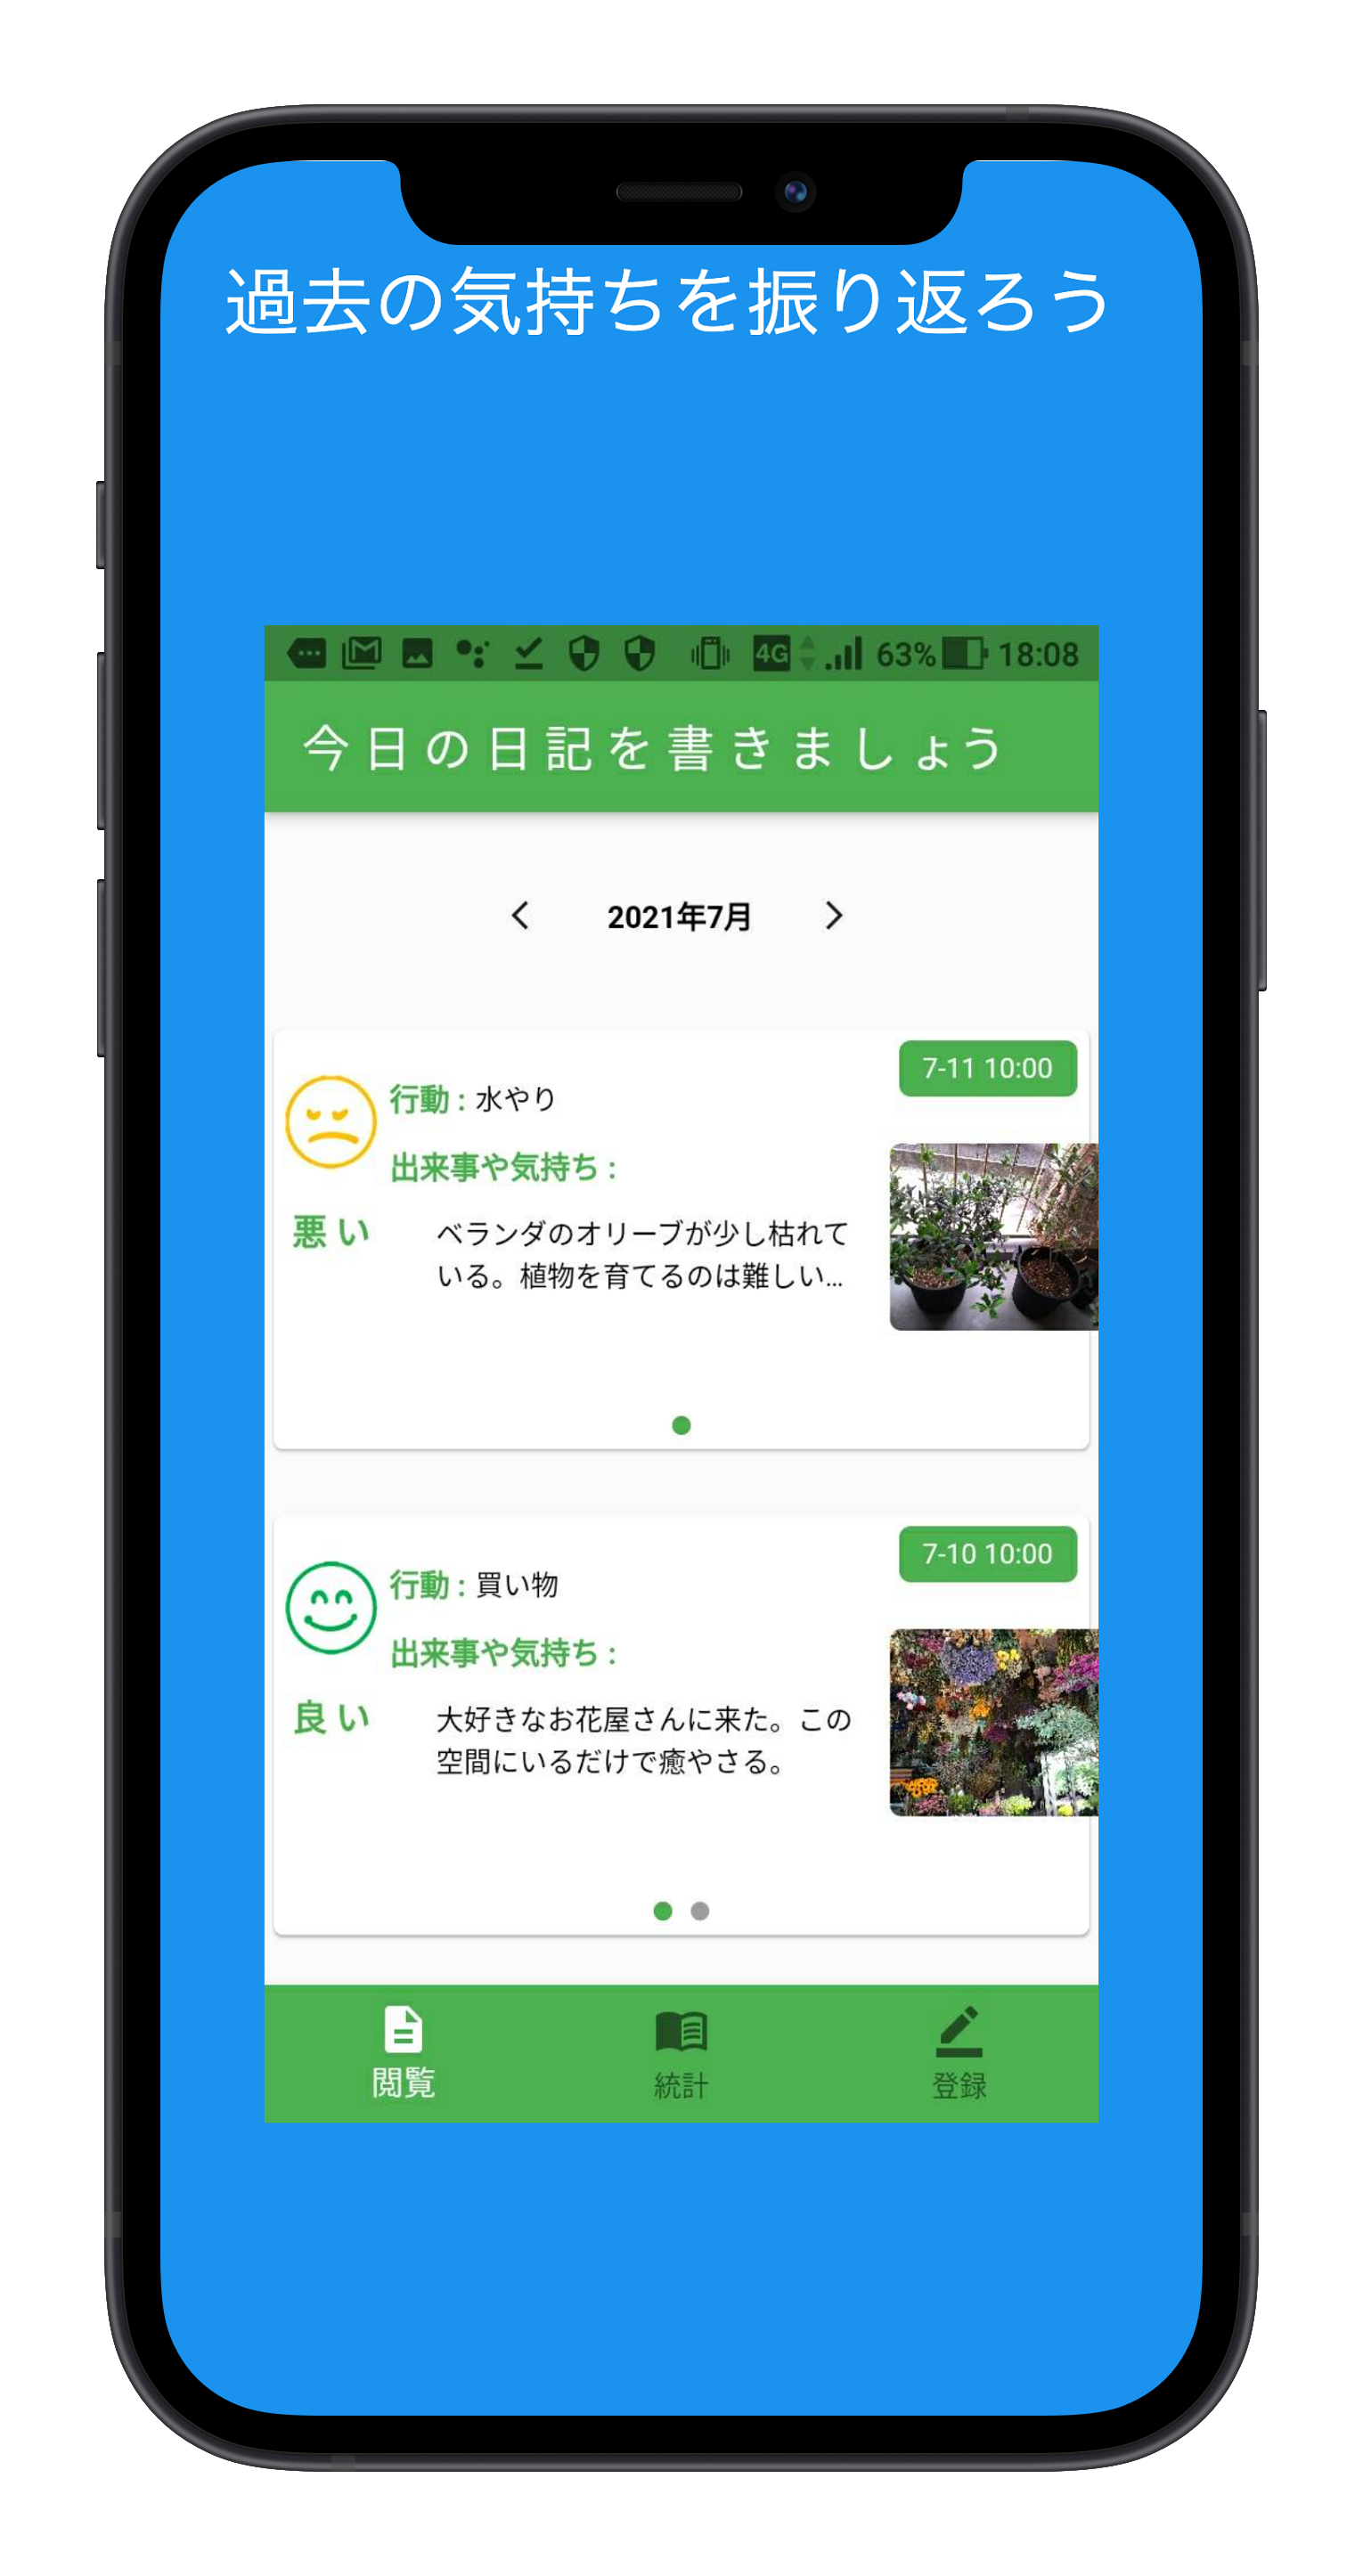 過去の気持ちを振り返ろう
4G 63% 18:08
今日の日記を書きましょう
2021年7月
7-11 10:00
行動 : 水やり
出来事や気持ち :
悪い
ベランダのオリーブが少し枯れて
いる。植物を育てるのは難しい...
7-10 10:00
行動 : 買い物
出来事や気持ち :
良い
大好きなお花屋さんに来た。この
空間にいるだけで癒やさる。
閲覧
統計
登録